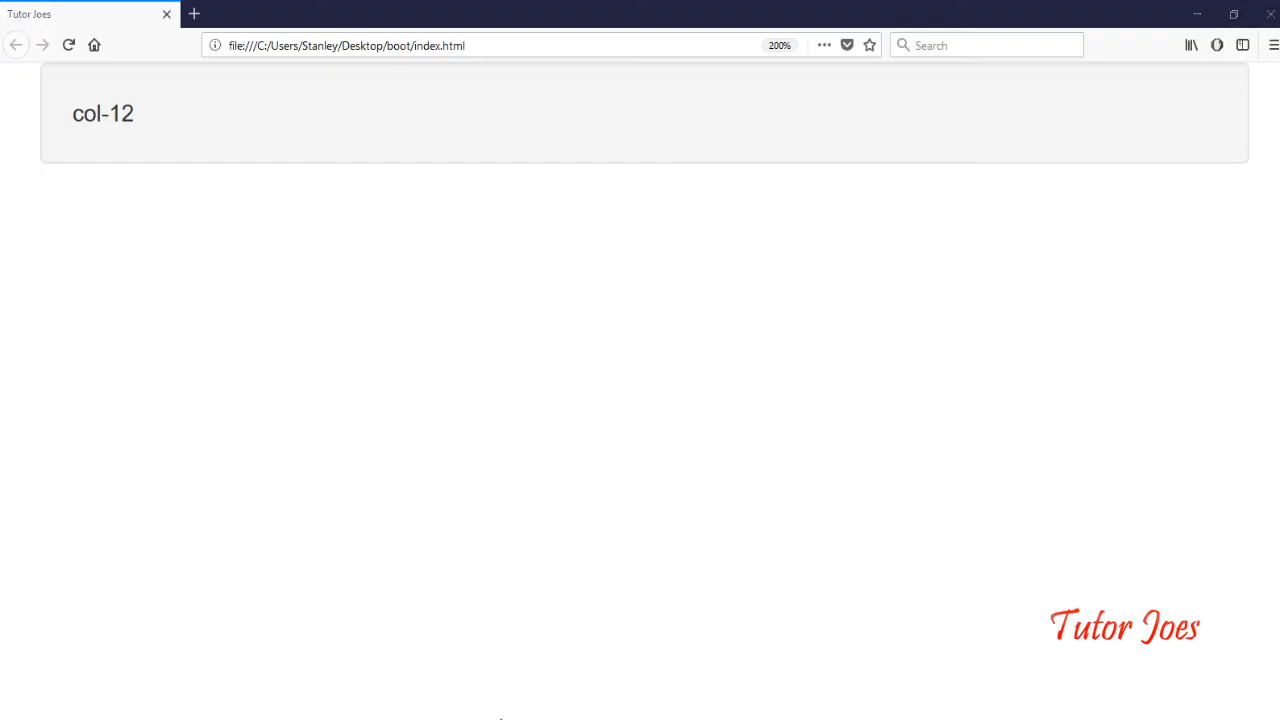 Tutor Joes
file:///C:/Users/Stanley/Desktop/boot/index.html
200%
Search
col-12
Tutor Joes